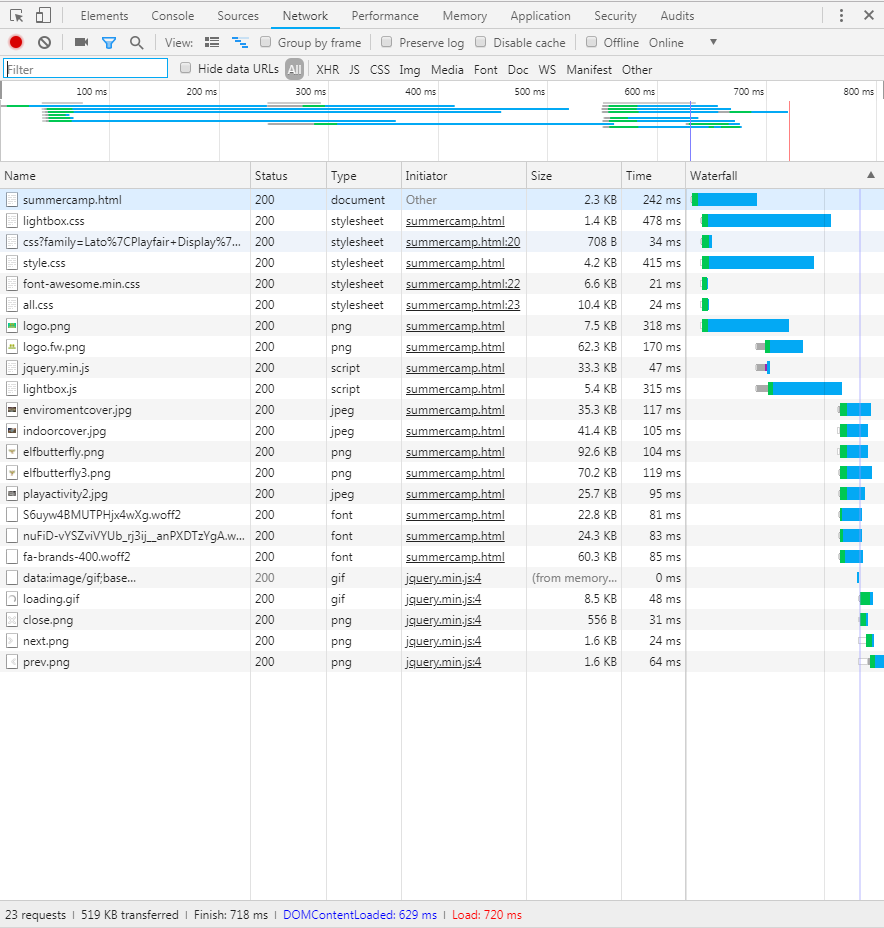 Elements Console Sources Network Performance Memory Application Security Audits
View: Group by frame Preserve log Disable cache Offline Online
Filter Hide data URLs All XHR JS CSS Img Media Font Doc WS Manifest Other
100 ms 200 ms 300 ms 400 ms 500 ms 600 ms 700 ms 800 ms
Name Status Type Initiator Size Time Waterfall
summercamp.html 200 document Other 2.3 KB 242 ms
lightbox.css 200 stylesheet summercamp.html 1.4 KB 478 ms
css?family=Lato%7CPlayfair+Display%7... 200 stylesheet summercamp.html:20 708 B 34 ms
style.css 200 stylesheet summercamp.html 4.2 KB 415 ms
font-awesome.min.css 200 stylesheet summercamp.html:22 6.6 KB 21 ms
all.css 200 stylesheet summercamp.html:23 10.4 KB 24 ms
logo.png 200 png summercamp.html 7.5 KB 318 ms
logo.fw.png 200 png summercamp.html 62.3 KB 170 ms
jquery.min.js 200 script summercamp.html 33.3 KB 47 ms
lightbox.js 200 script summercamp.html 5.4 KB 315 ms
enviromentcover.jpg 200 jpeg summercamp.html 35.3 KB 117 ms
indoorcover.jpg 200 jpeg summercamp.html 41.4 KB 105 ms
elfbutterfly.png 200 png summercamp.html 92.6 KB 104 ms
elfbutterfly3.png 200 png summercamp.html 70.2 KB 119 ms
playactivity2.jpg 200 jpeg summercamp.html 25.7 KB 95 ms
S6uyw4BMUTPHjx4wXg.woff2 200 font summercamp.html 22.8 KB 81 ms
nuFiD-vYSZviVYUb_rj3ij__anPXDTzYgA.w... 200 font summercamp.html 24.3 KB 83 ms
fa-brands-400.woff2 200 font summercamp.html 60.3 KB 85 ms
data:image/gif;base... 200 gif jquery.min.js:4 (from memory... 0 ms
loading.gif 200 gif jquery.min.js:4 8.5 KB 48 ms
close.png 200 png jquery.min.js:4 556 B 31 ms
next.png 200 png jquery.min.js:4 1.6 KB 24 ms
prev.png 200 png jquery.min.js:4 1.6 KB 64 ms
23 requests | 519 KB transferred | Finish: 718 ms | DOMContentLoaded: 629 ms | Load: 720 ms